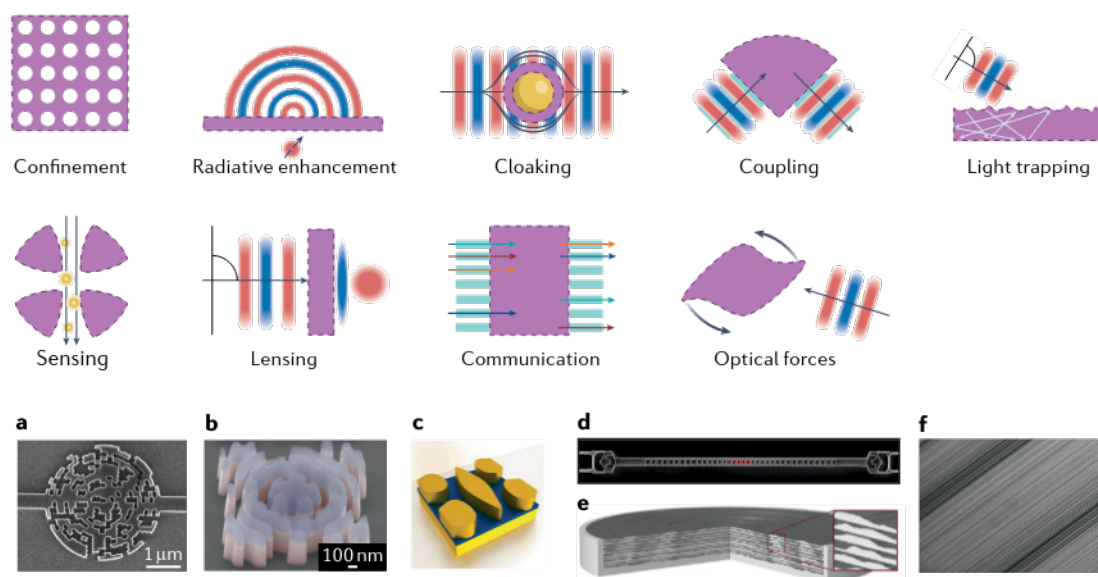 Confinement
Radiative enhancement
Cloaking
Coupling
Light trapping
Sensing
Lensing
Communication
Optical forces
a
b
c
d
f
1 μm
100 nm
e